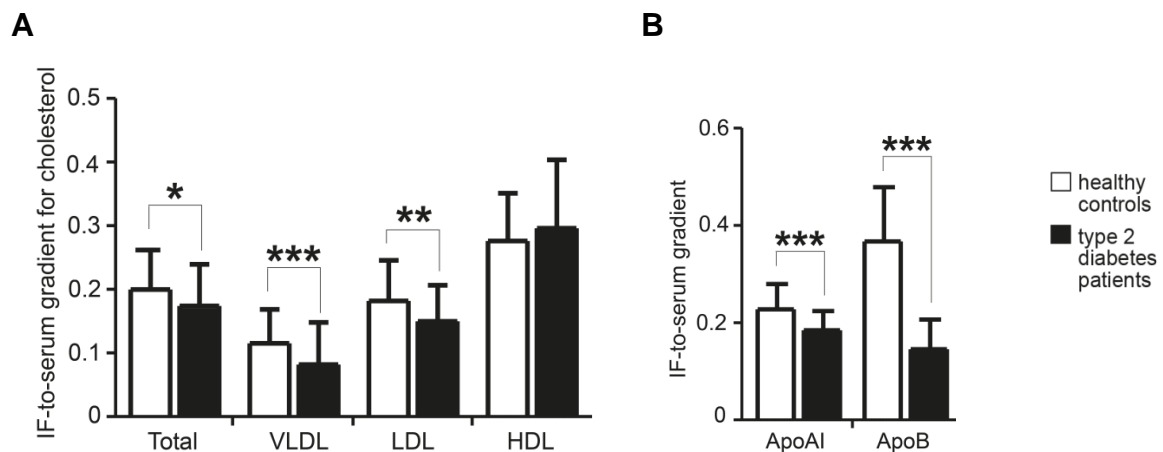 A
IF-to-serum gradient for cholesterol
0.5
0.4
0.3
0.2
0.1
0
*
***
**
Total
VLDL
LDL
HDL
B
IF-to-serum gradient
0.6
0.4
0.2
0
***
***
ApoAI
ApoB
healthy
controls
type 2
diabetes
patients